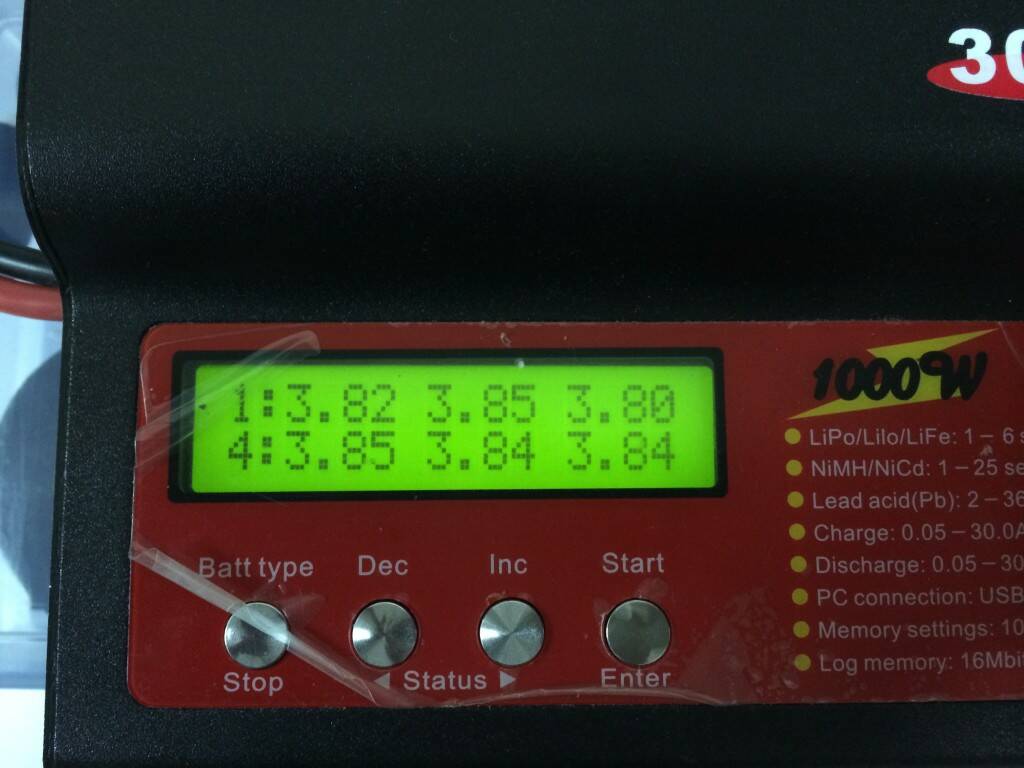 30
1:3.82 3.85 3.80
4:3.85 3.84 3.84
1000W
LiPo/LiIo/LiFe: 1 – 6 s
NiMH/NiCd: 1 – 25 se
Lead acid(Pb): 2 – 36
Charge: 0.05 – 30.0A
Discharge: 0.05 – 30
PC connection: USB
Memory settings: 10
Log memory: 16Mbit
Batt type Dec Inc Start
Stop ◀ Status ▶ Enter